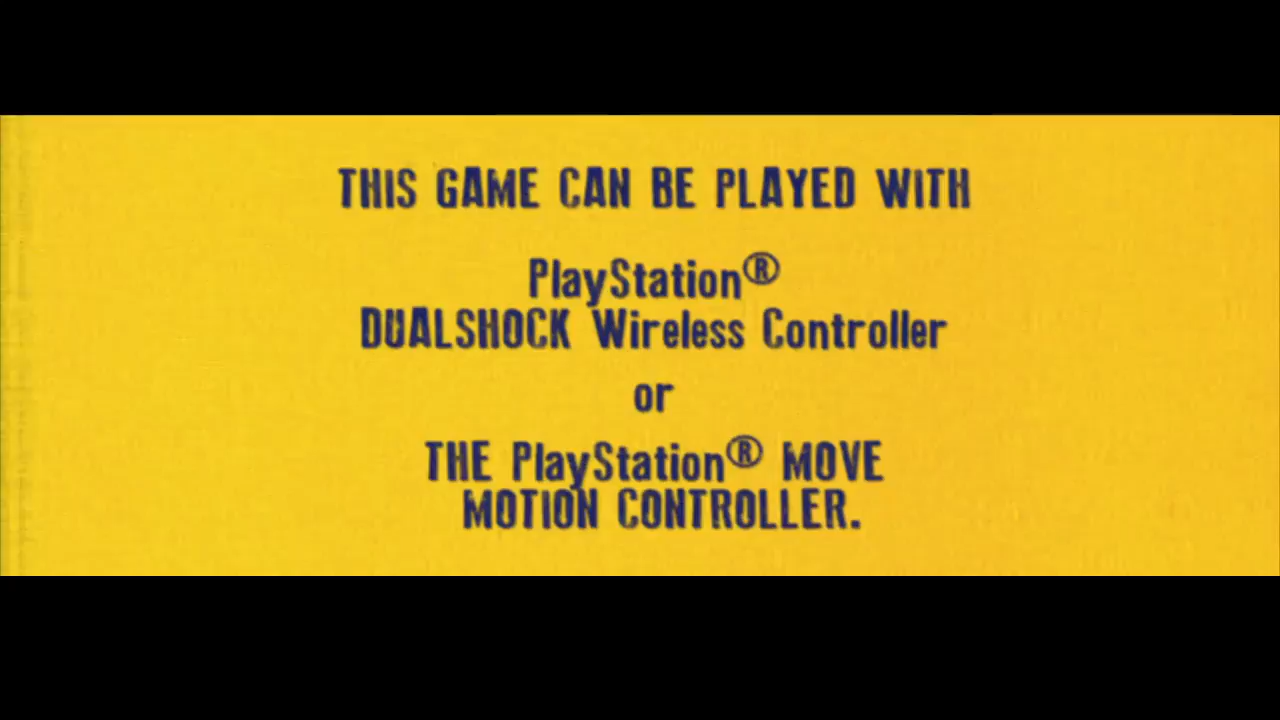 THIS GAME CAN BE PLAYED WITH
PlayStation®
DUALSHOCK Wireless Controller
or
THE PlayStation® MOVE
MOTION CONTROLLER.